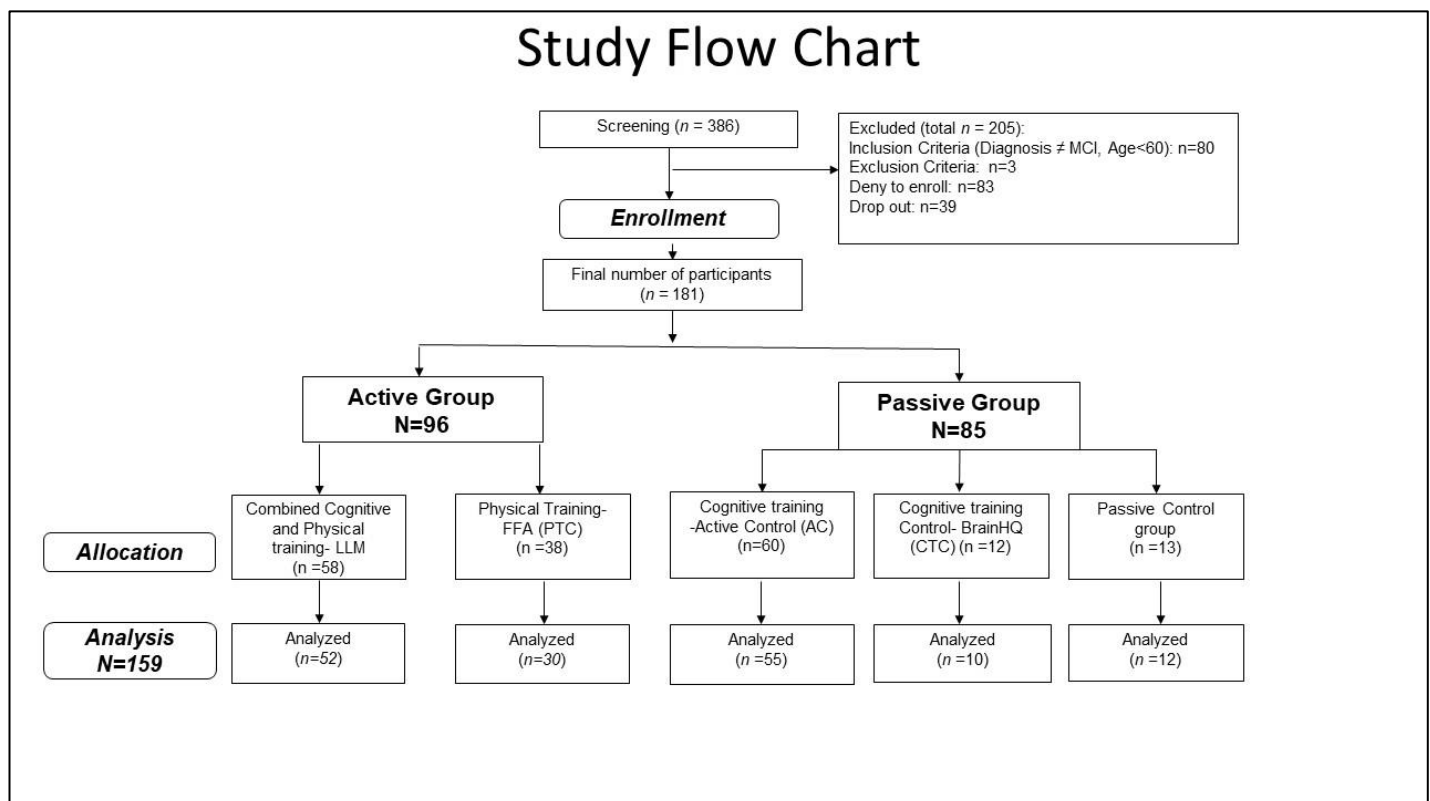 Study Flow Chart
Screening (n = 386)
Excluded (total n = 205):
Inclusion Criteria (Diagnosis ≠ MCI, Age<60): n=80
Exclusion Criteria: n=3
Deny to enroll: n=83
Drop out: n=39
Enrollment
Final number of participants
(n = 181)
Active Group
N=96
Passive Group
N=85
Allocation
Combined Cognitive
and Physical
training- LLM
(n =58)
Physical Training-
FFA (PTC)
(n =38)
Cognitive training
-Active Control (AC)
(n=60)
Cognitive training
Control- BrainHQ
(CTC) (n =12)
Passive Control
group
(n =13)
Analysis
N=159
Analyzed
(n=52)
Analyzed
(n=30)
Analyzed
(n =55)
Analyzed
(n =10)
Analyzed
(n =12)